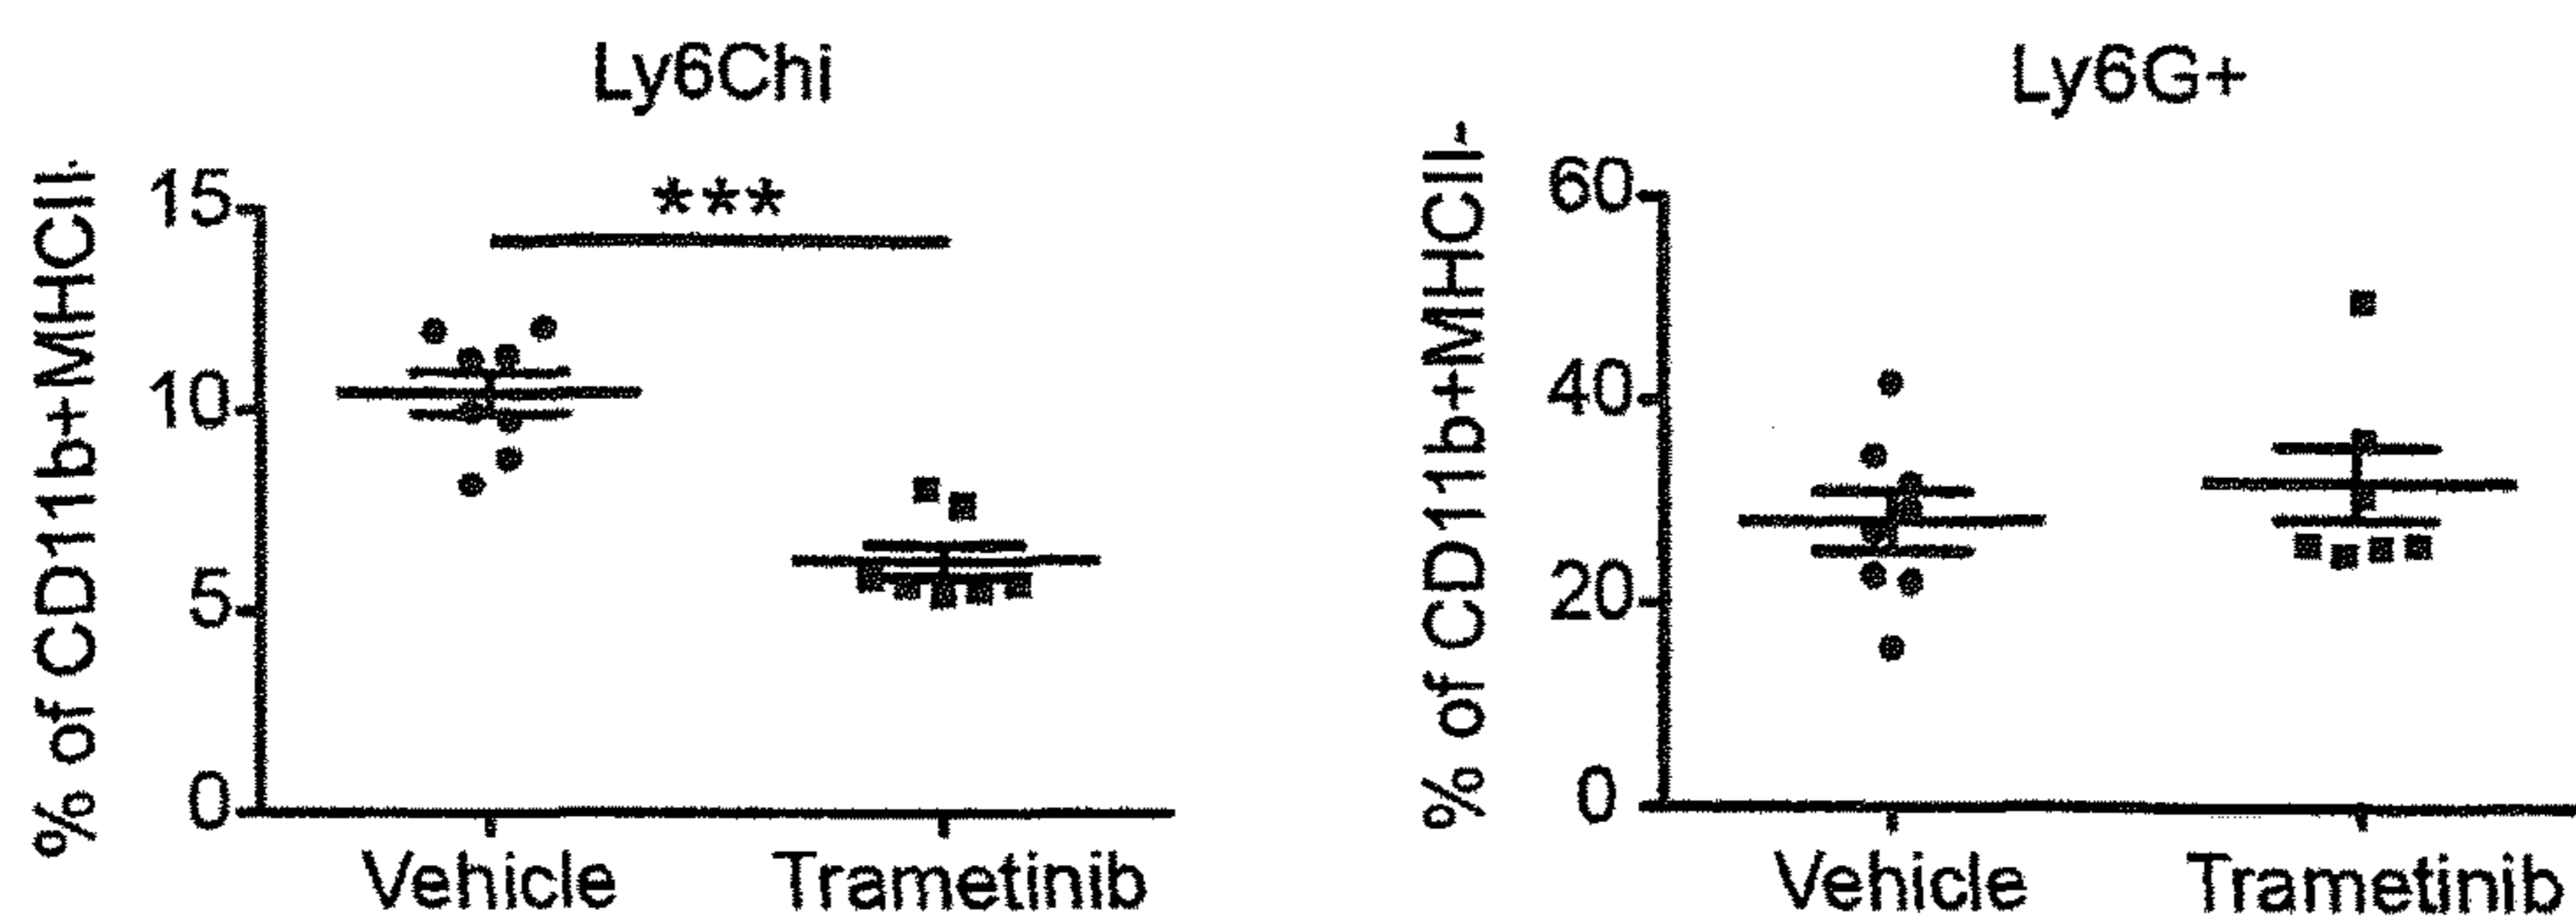 Ly6Chi
% of CD11b+MHCII-
15
10
5
0
***
Vehicle
Trametinib
Ly6G+
% of CD11b+MHCII-
60
40
20
0
Vehicle
Trametinib